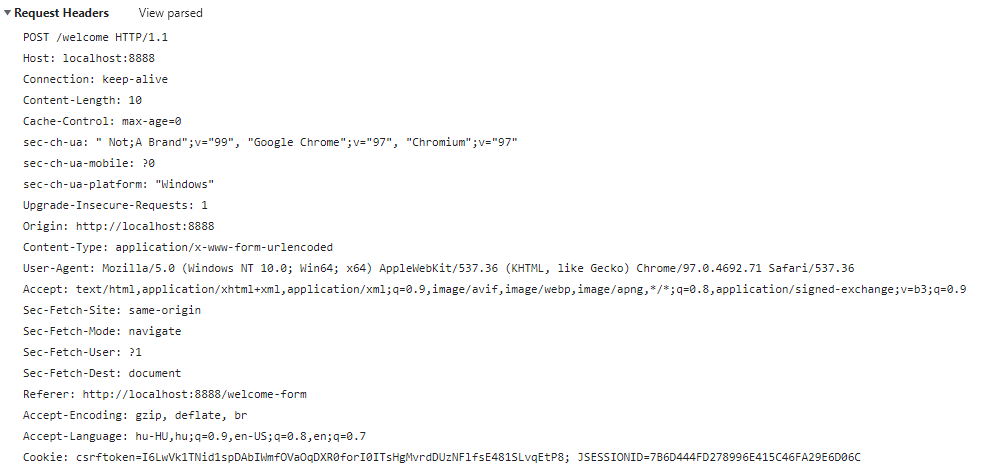 Request Headers View parsed
POST /welcome HTTP/1.1
Host: localhost:8888
Connection: keep-alive
Content-Length: 10
Cache-Control: max-age=0
sec-ch-ua: " Not;A Brand";v="99", "Google Chrome";v="97", "Chromium";v="97"
sec-ch-ua-mobile: ?0
sec-ch-ua-platform: "Windows"
Upgrade-Insecure-Requests: 1
Origin: http://localhost:8888
Content-Type: application/x-www-form-urlencoded
User-Agent: Mozilla/5.0 (Windows NT 10.0; Win64; x64) AppleWebKit/537.36 (KHTML, like Gecko) Chrome/97.0.4692.71 Safari/537.36
Accept: text/html,application/xhtml+xml,application/xml;q=0.9,image/avif,image/webp,image/apng,*/*;q=0.8,application/signed-exchange;v=b3;q=0.9
Sec-Fetch-Site: same-origin
Sec-Fetch-Mode: navigate
Sec-Fetch-User: ?1
Sec-Fetch-Dest: document
Referer: http://localhost:8888/welcome-form
Accept-Encoding: gzip, deflate, br
Accept-Language: hu-HU,hu;q=0.9,en-US;q=0.8,en;q=0.7
Cookie: csrftoken=I6LwVk1TNid1spDAbIWmfOVaOqDXR0forI0ITsHgMvrdDUzNFlfsE481SLvqEtP8; JSESSIONID=7B6D444FD278996E415C46FA29E6D06C